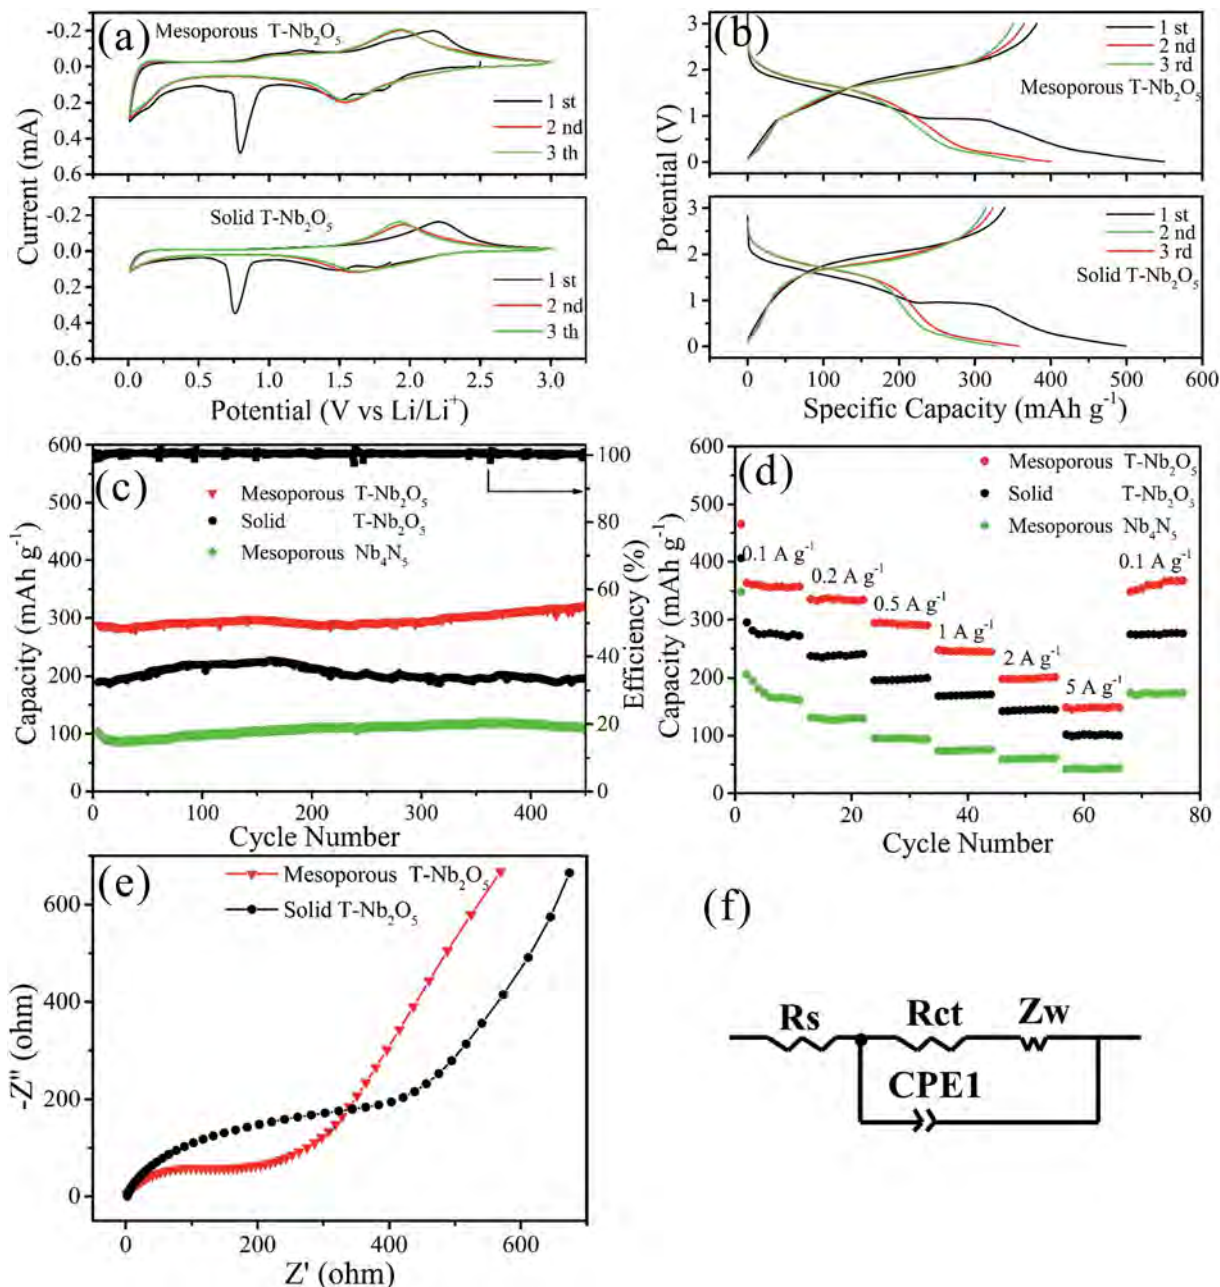 (a)
Mesoporous T-Nb₂O₅
-0.2
0.0
0.2
0.4
0.6
1 st
2 nd
3 th
Solid T-Nb₂O₅
-0.2
0.0
0.2
0.4
0.6
1 st
2 nd
3 th
Current (mA)
0.0 0.5 1.0 1.5 2.0 2.5 3.0
Potential (V vs Li/Li⁺)
(b)
3
2
1
0
1 st
2 nd
3 rd
Mesoporous T-Nb₂O₅
3
2
1
0
1 st
2 nd
3 rd
Solid T-Nb₂O₅
Potential (V)
0 100 200 300 400 500 600
Specific Capacity (mAh g⁻¹)
(c)
600
500
400
300
200
100
0
Capacity (mAh g⁻¹)
Mesoporous T-Nb₂O₅
Solid T-Nb₂O₅
Mesoporous Nb₄N₅
100
80
60
40
20
0
Efficiency (%)
0 100 200 300 400
Cycle Number
(d)
600
500
400
300
200
100
0
Capacity (mAh g⁻¹)
Mesoporous T-Nb₂O₅
Solid T-Nb₂O₅
Mesoporous Nb₄N₅
0.1 A g⁻¹
0.2 A g⁻¹
0.5 A g⁻¹
1 A g⁻¹
2 A g⁻¹
5 A g⁻¹
0.1 A g⁻¹
0 20 40 60 80
Cycle Number
(e)
Mesoporous T-Nb₂O₅
Solid T-Nb₂O₅
600
400
200
0
-Z" (ohm)
0 200 400 600
Z' (ohm)
(f)
Rs Rct Zw
CPE1